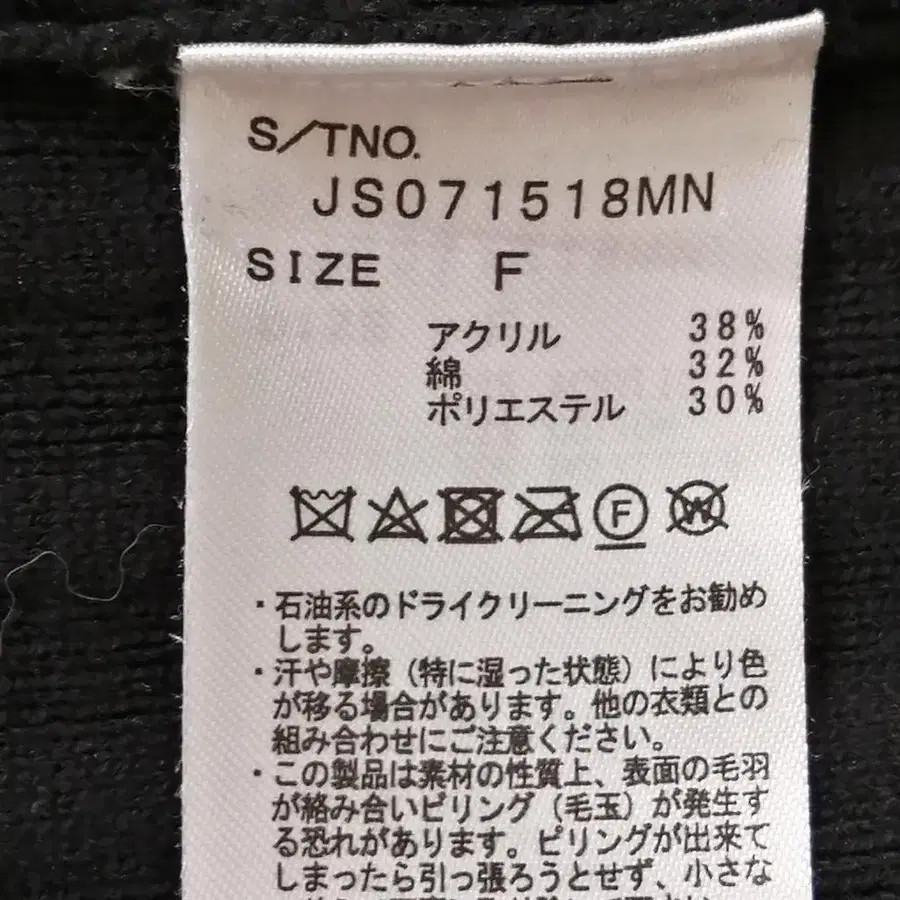 S/TNO.
JS071518MN
SIZE F
アクリル 38%
綿 32%
ポリエステル 30%
F W
・石油系のドライクリーニングをお勧め
します。
・汗や摩擦（特に湿った状態）により色
が移る場合があります。他の衣類との
組み合わせにご注意ください。
・この製品は素材の性質上、表面の毛羽
が絡み合いピリング（毛玉）が発生す
る恐れがあります。ピリングが出来て
しまったら引っ張ろうとせず、小さな